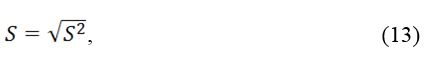 S = √S², (13)